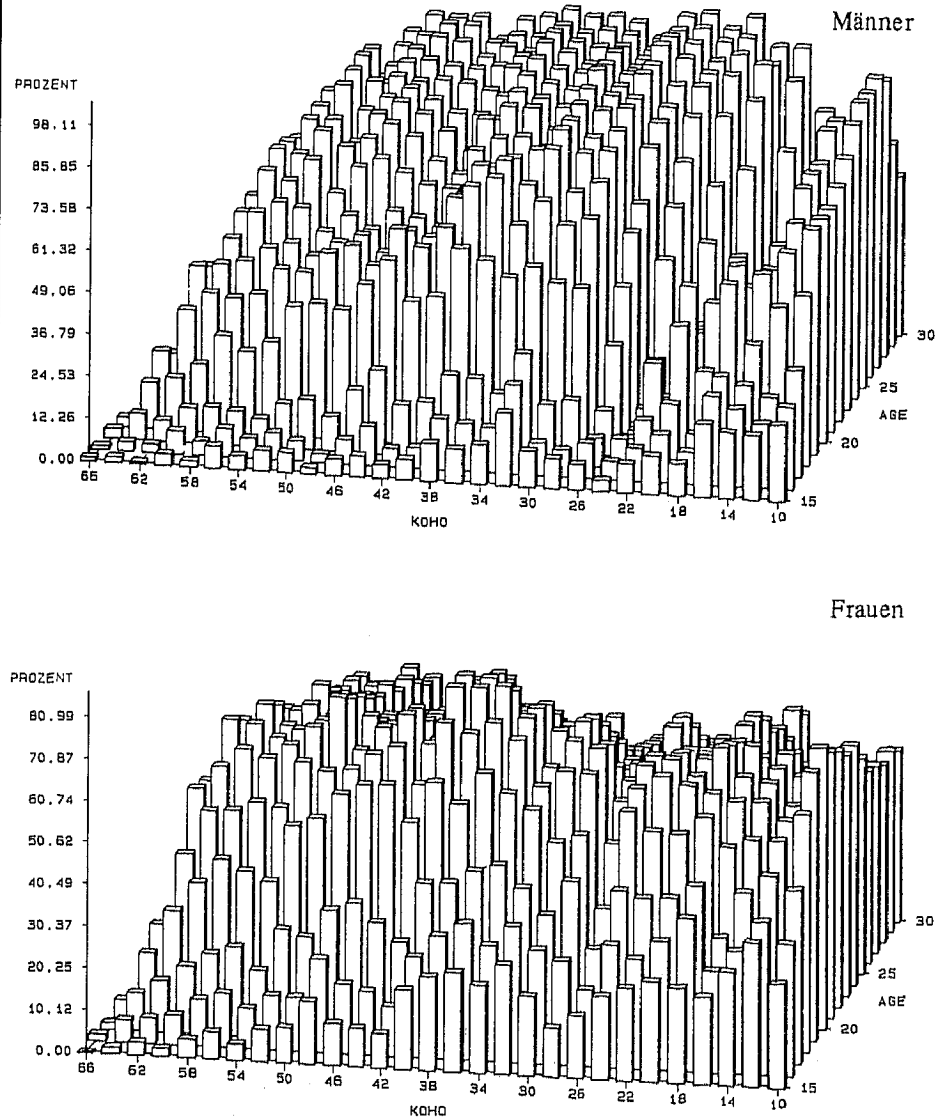 Männer
PROZENT
98.11
85.85
73.58
61.32
49.06
36.79
24.53
12.26
0.00
66 62 58 54 50 46 42 38 34 30 26 22 18 14 10
KOHO
30
25
AGE
20
15
Frauen
PROZENT
80.99
70.87
60.74
50.62
40.49
30.37
20.25
10.12
0.00
66 62 58 54 50 46 42 38 34 30 26 22 18 14 10
KOHO
30
25
AGE
20
15